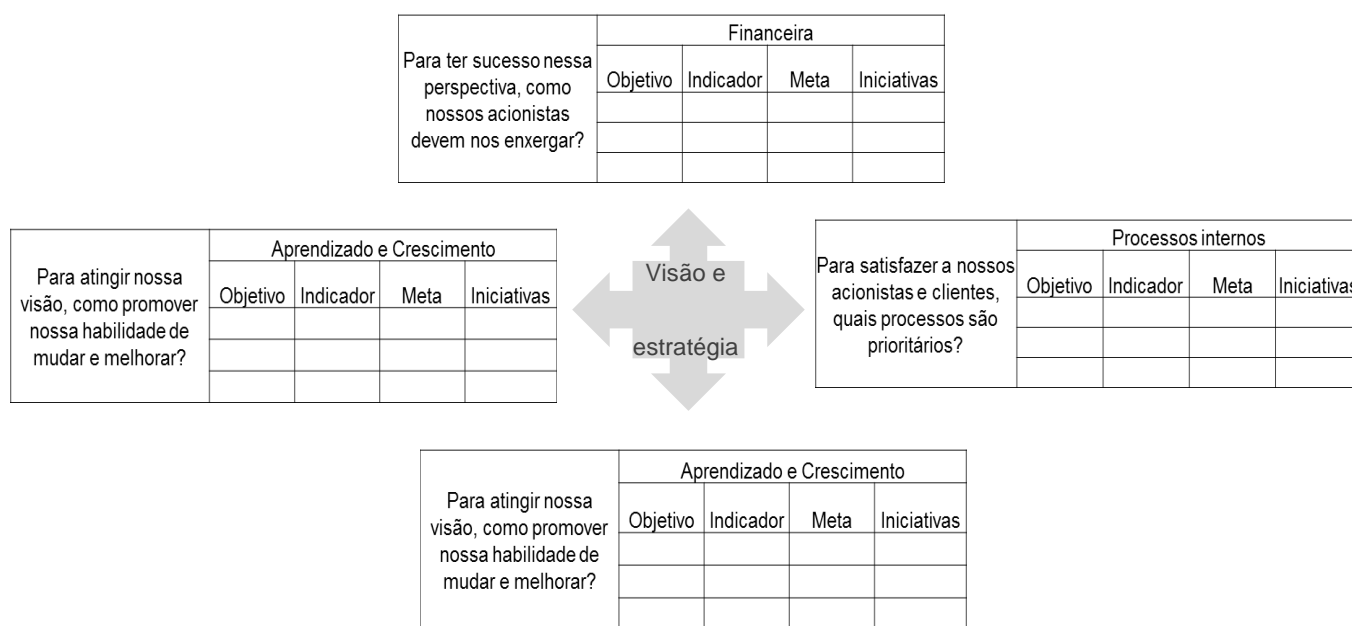 Financeira
Para ter sucesso nessa
perspectiva, como
nossos acionistas
devem nos enxergar?
Objetivo Indicador Meta Iniciativas
Aprendizado e Crescimento
Para atingir nossa
visão, como promover
nossa habilidade de
mudar e melhorar?
Objetivo Indicador Meta Iniciativas
Visão e
estratégia
Processos internos
Para satisfazer a nossos
acionistas e clientes,
quais processos são
prioritários?
Objetivo Indicador Meta Iniciativas
Aprendizado e Crescimento
Para atingir nossa
visão, como promover
nossa habilidade de
mudar e melhorar?
Objetivo Indicador Meta Iniciativas